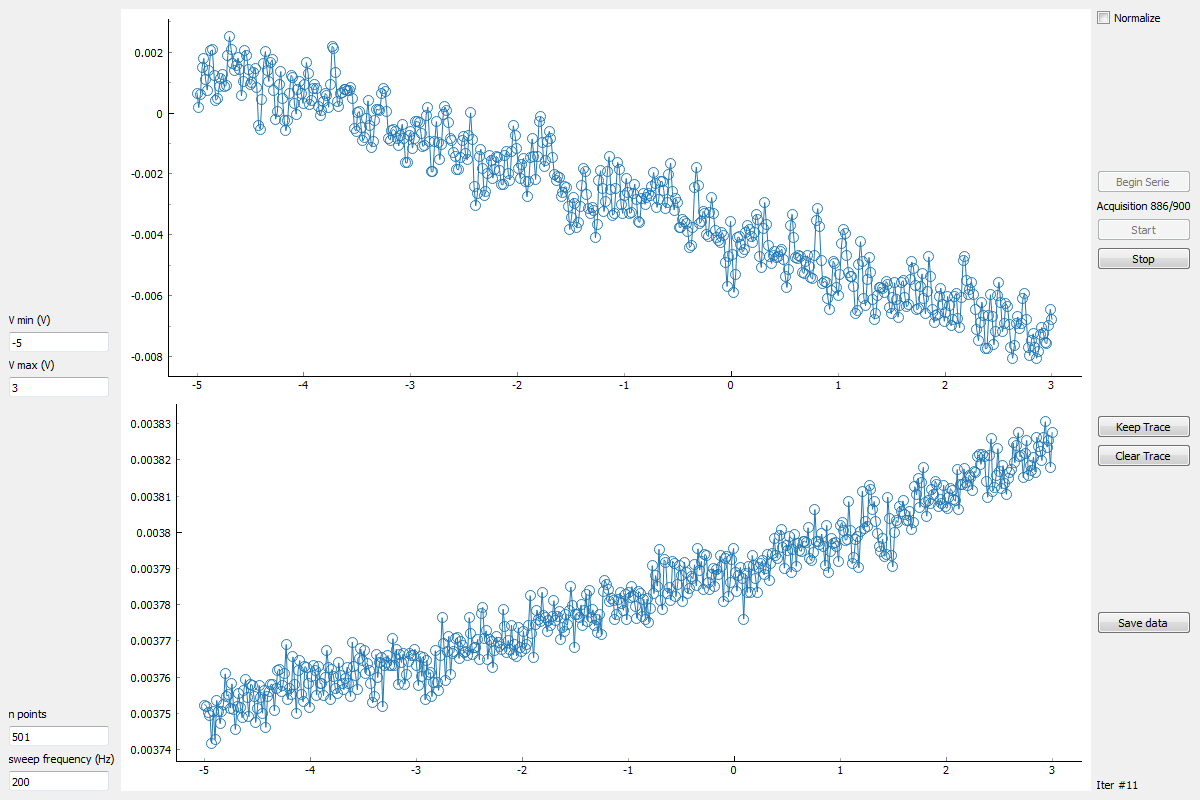 Normalize
0.002
0
-0.002
-0.004
-0.006
-0.008
-5 -4 -3 -2 -1 0 1 2 3
Begin Serie
Acquisition 886/900
Start
Stop
V min (V)
-5
V max (V)
3
0.00383
0.00382
0.00381
0.0038
0.00379
0.00378
0.00377
0.00376
0.00375
0.00374
-5 -4 -3 -2 -1 0 1 2 3
Keep Trace
Clear Trace
Save data
n points
501
sweep frequency (Hz)
200
Iter #11